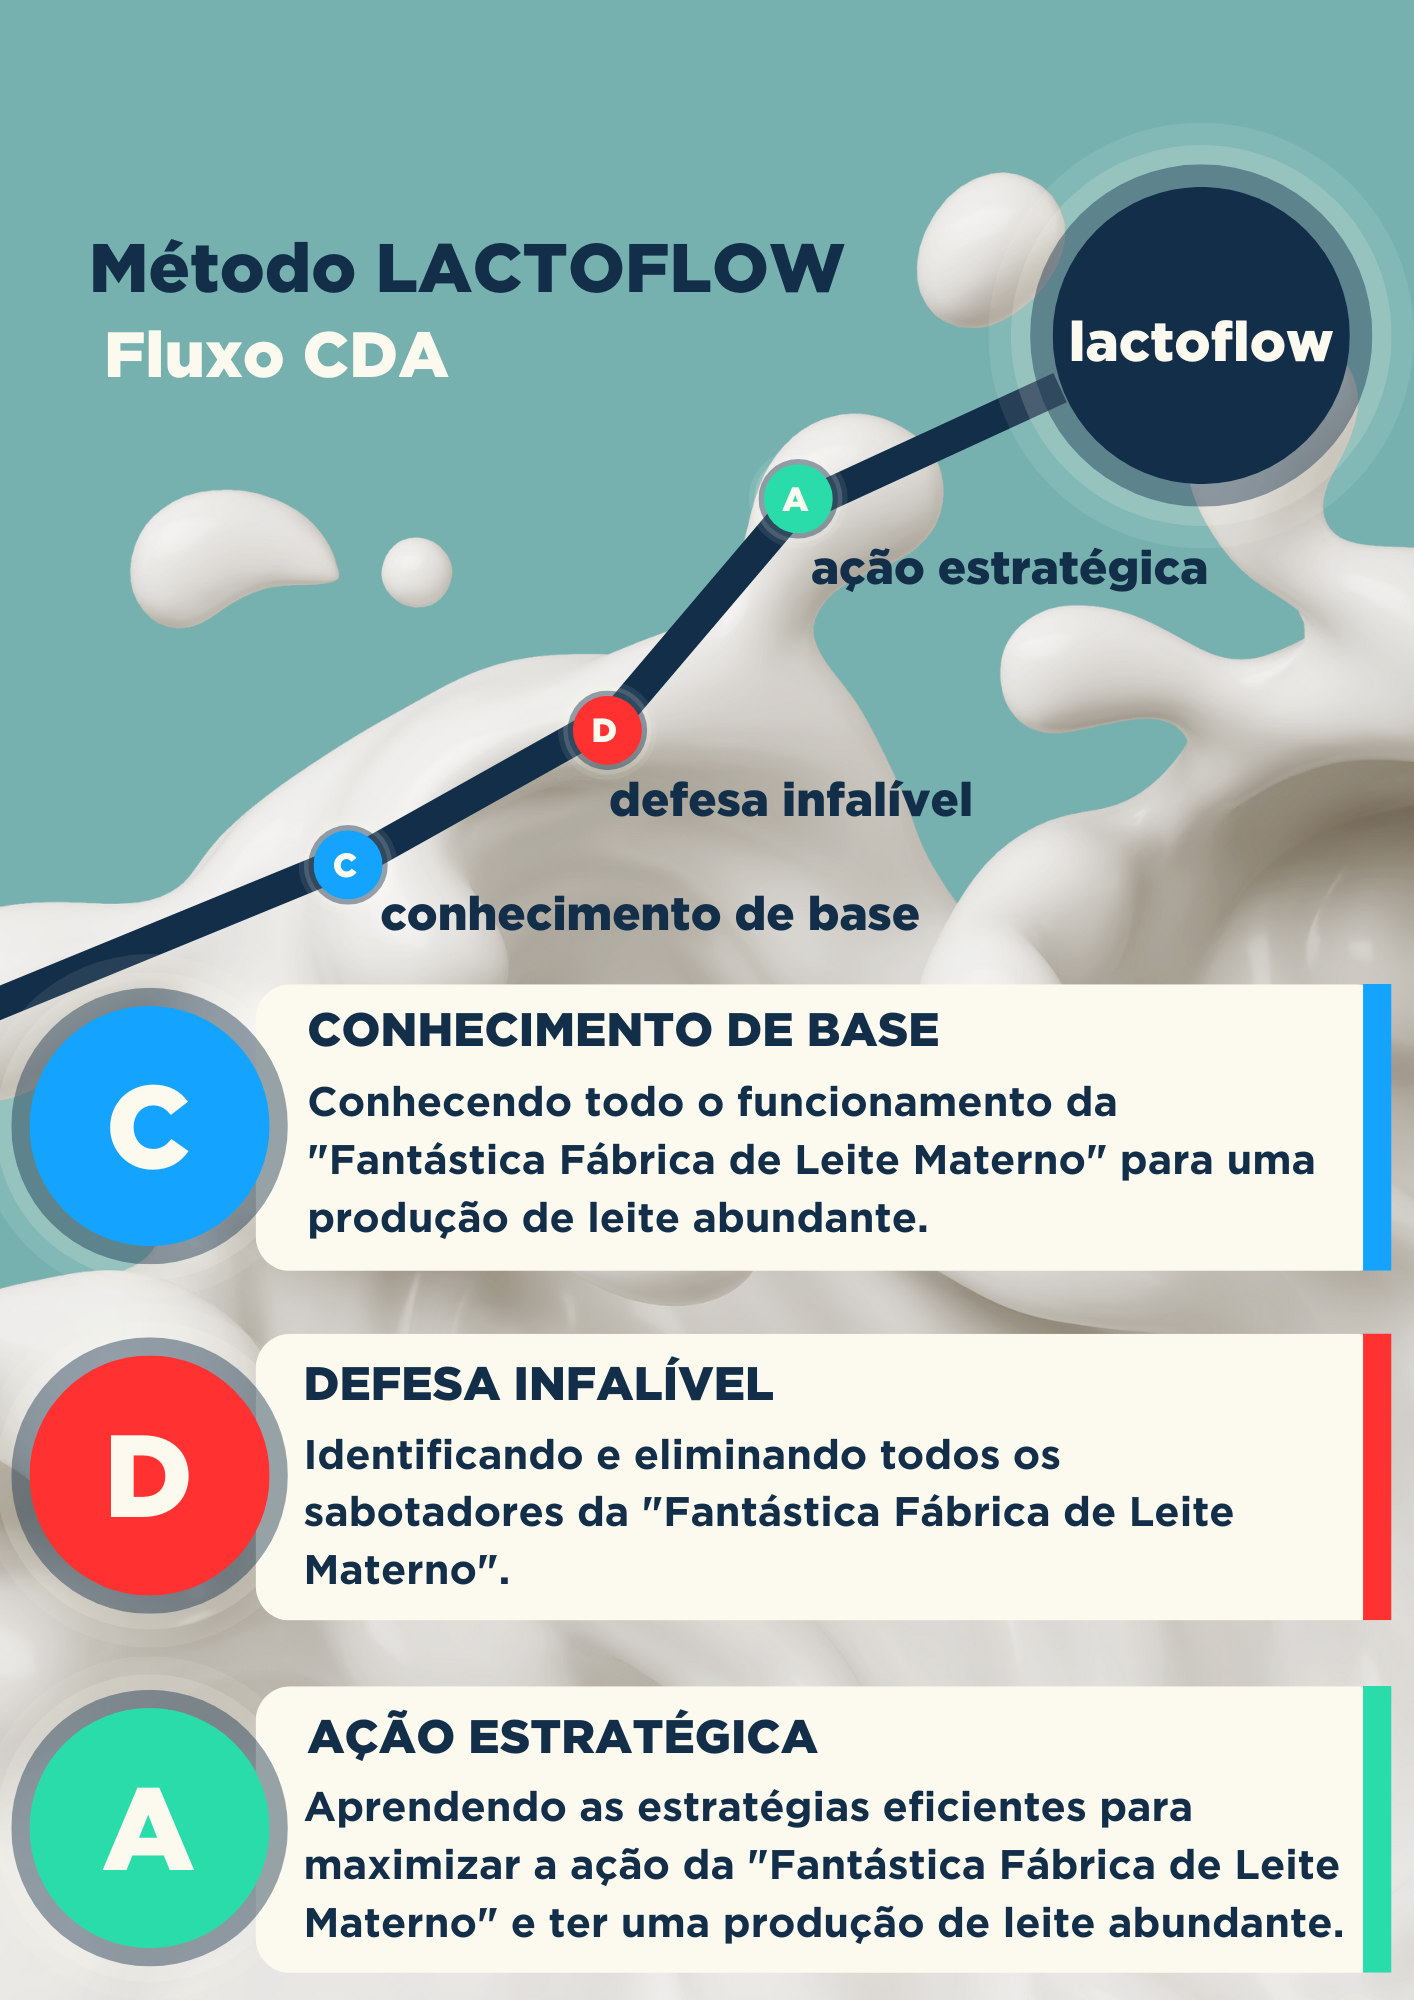 Método LACTOFLOW
Fluxo CDA
lactoflow
A
ação estratégica
D
defesa infalível
C
conhecimento de base
C
CONHECIMENTO DE BASE
Conhecendo todo o funcionamento da
"Fantástica Fábrica de Leite Materno" para uma
produção de leite abundante.
D
DEFESA INFALÍVEL
Identificando e eliminando todos os
sabotadores da "Fantástica Fábrica de Leite
Materno".
A
AÇÃO ESTRATÉGICA
Aprendendo as estratégias eficientes para
maximizar a ação da "Fantástica Fábrica de Leite
Materno" e ter uma produção de leite abundante.